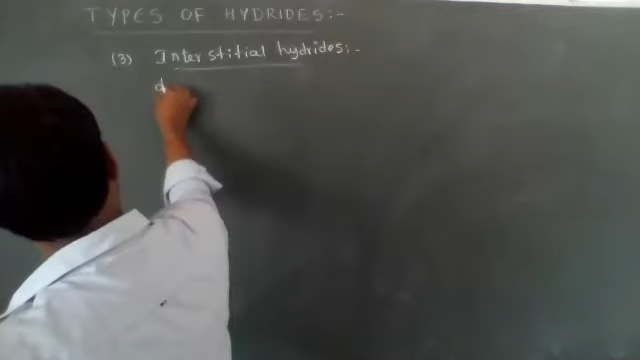 TYPES OF HYDRIDES:-
(3) Interstitial hydrides:-
d